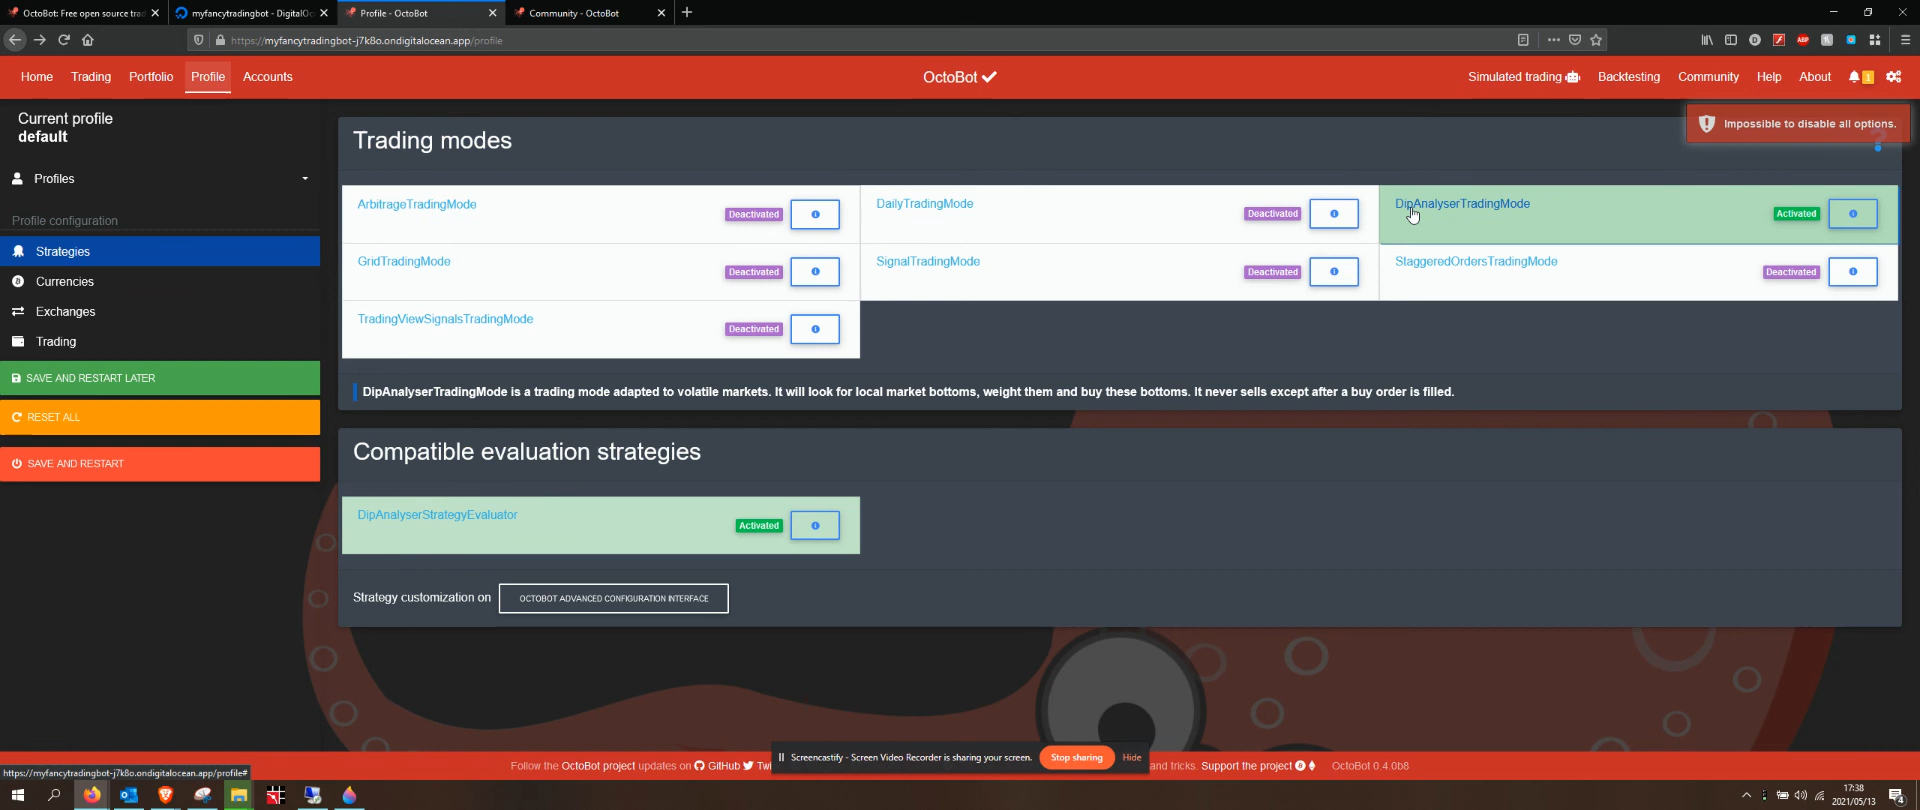 OctoBot: Free open source trad
myfancytradingbot - DigitalOc
Profile - OctoBot
Community - OctoBot
https://myfancytradingbot-j7k8o.ondigitalocean.app/profile
Home Trading Portfolio Profile Accounts
OctoBot
Simulated trading Backtesting Community Help About 1
Current profile
default
Profiles
Profile configuration
Strategies
Currencies
Exchanges
Trading
SAVE AND RESTART LATER
RESET ALL
SAVE AND RESTART
Trading modes
Impossible to disable all options.
?
ArbitrageTradingMode Deactivated
DailyTradingMode Deactivated
DipAnalyserTradingMode Activated
GridTradingMode Deactivated
SignalTradingMode Deactivated
StaggeredOrdersTradingMode Deactivated
TradingViewSignalsTradingMode Deactivated
DipAnalyserTradingMode is a trading mode adapted to volatile markets. It will look for local market bottoms, weight them and buy these bottoms. It never sells except after a buy order is filled.
Compatible evaluation strategies
DipAnalyserStrategyEvaluator Activated
Strategy customization on OCTOBOT ADVANCED CONFIGURATION INTERFACE
Follow the OctoBot project updates on GitHub Twi
and tricks. Support the project OctoBot 0.4.0b8
Screencastify - Screen Video Recorder is sharing your screen. Stop sharing Hide
https://myfancytradingbot-j7k8o.ondigitalocean.app/profile#
17:38
2021/05/13
4